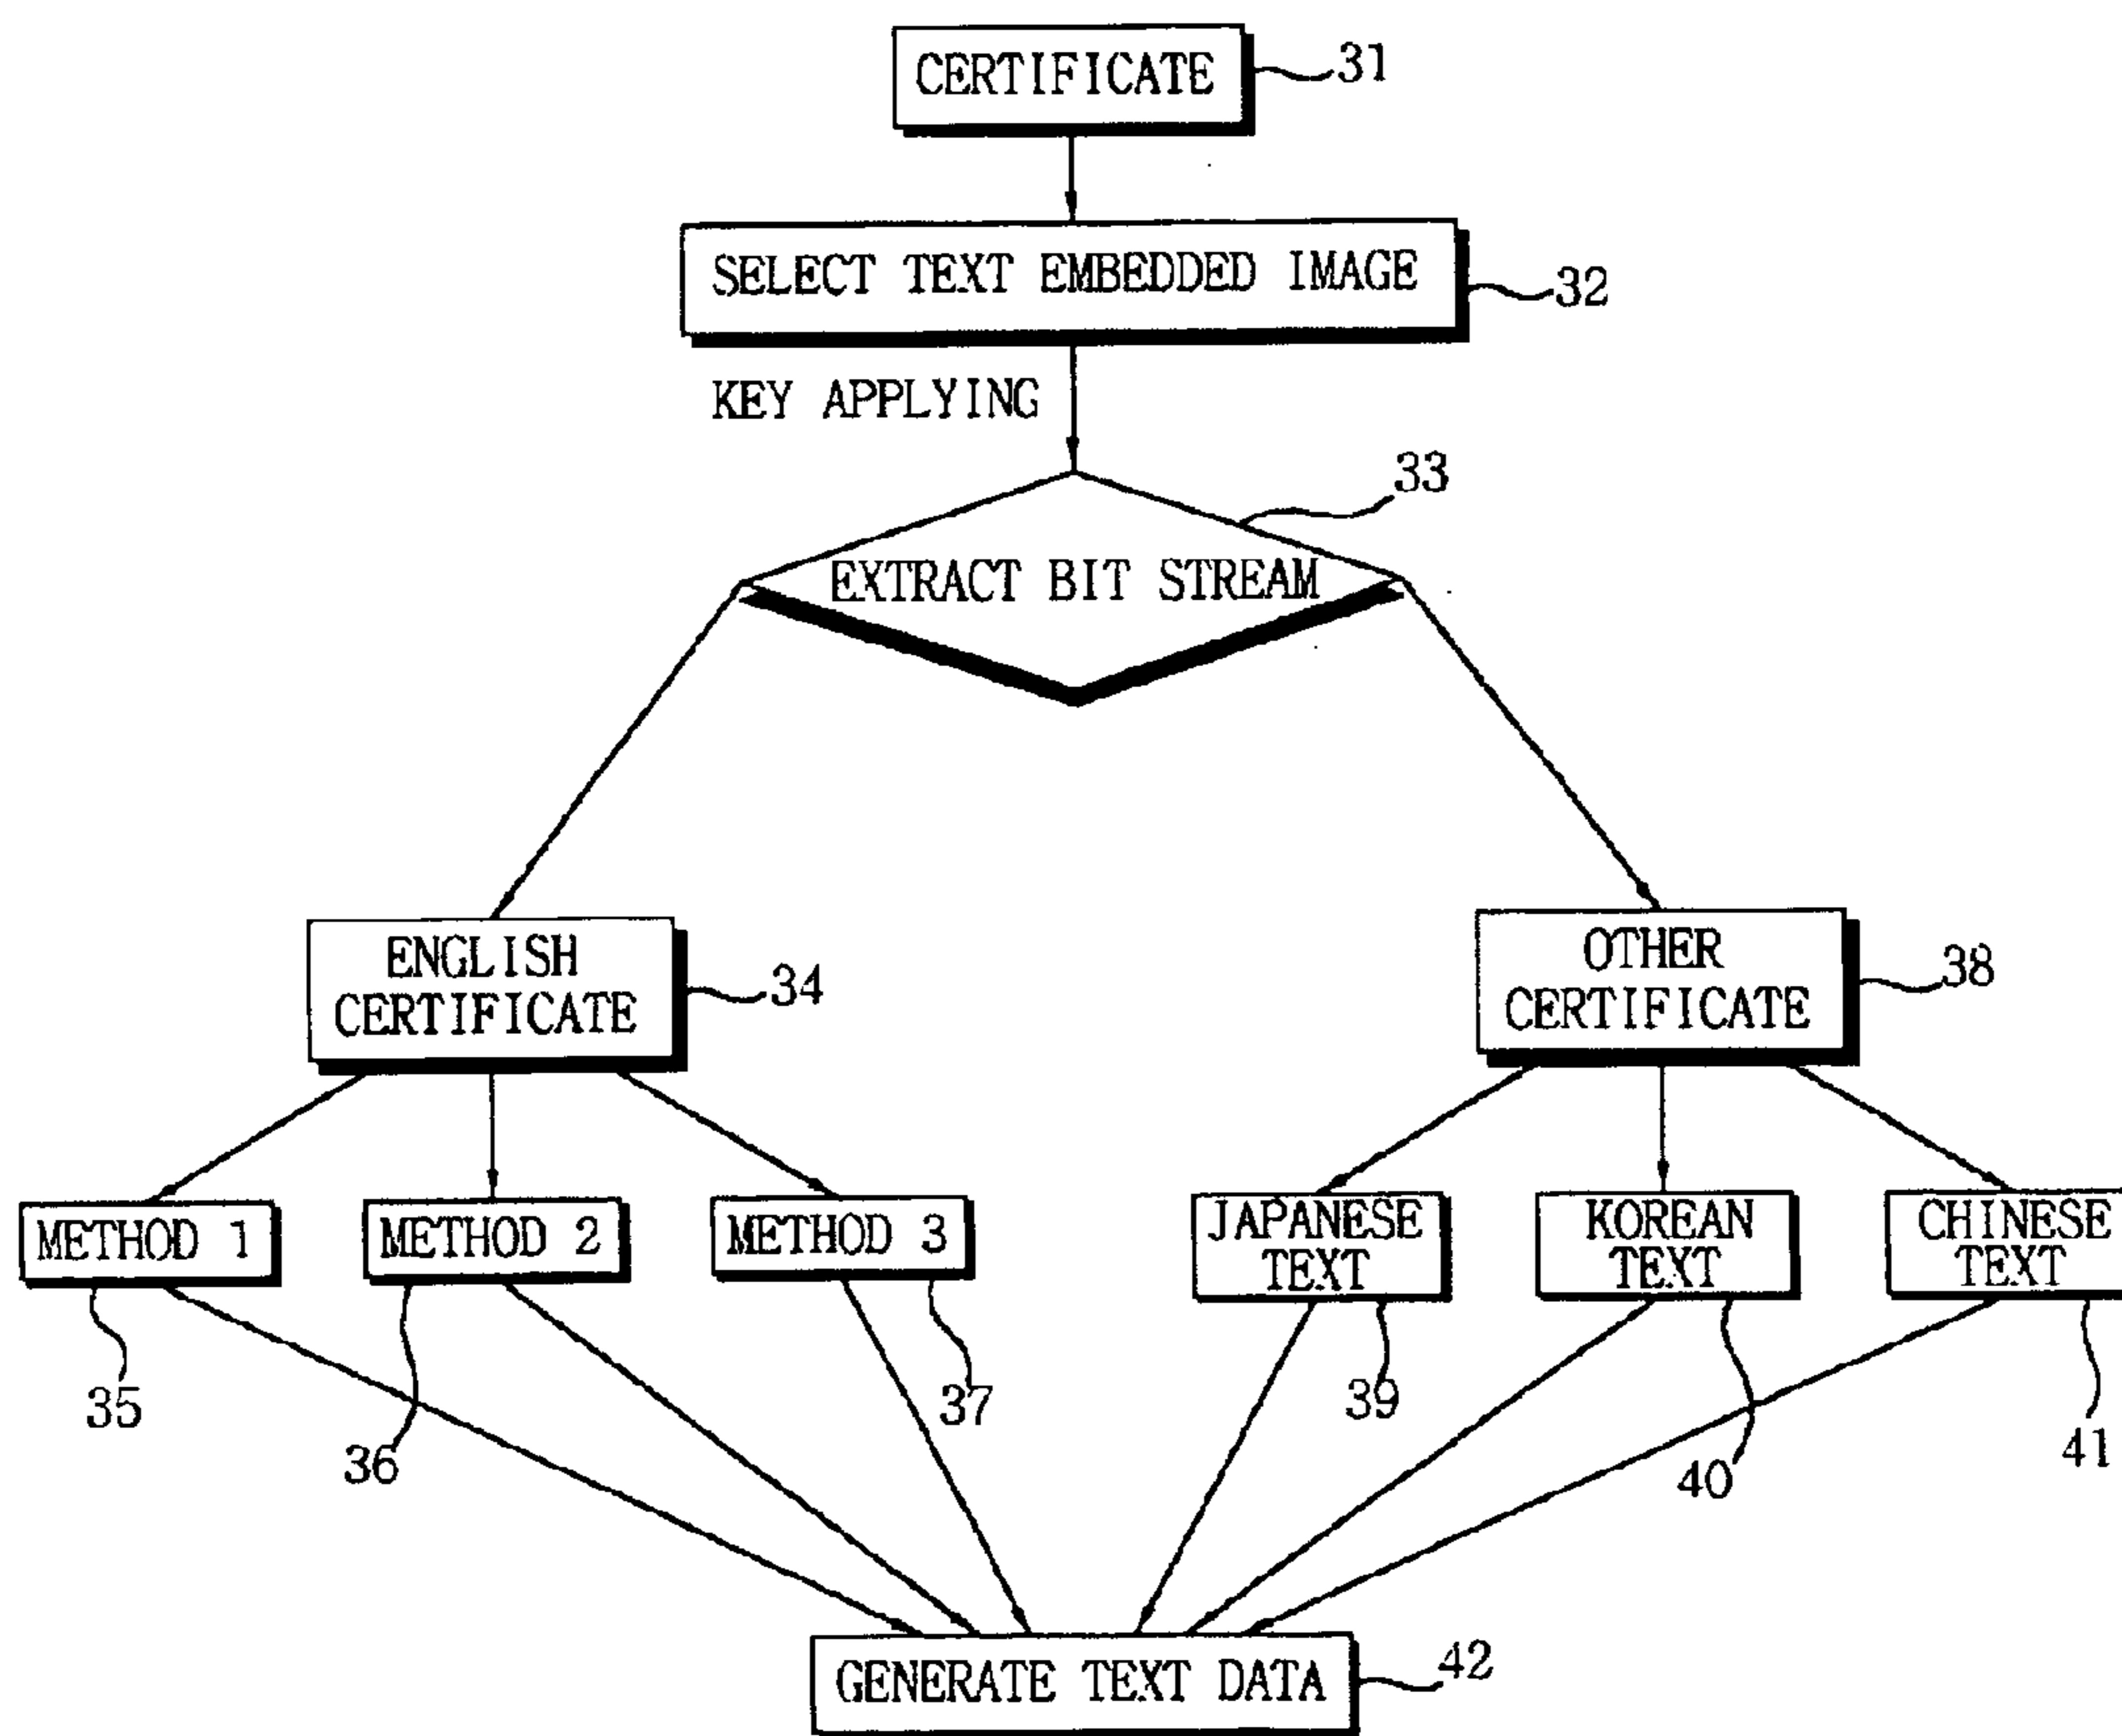 CERTIFICATE
31
SELECT TEXT EMBEDDED IMAGE
32
KEY APPLYING
33
EXTRACT BIT STREAM
ENGLISH
CERTIFICATE
34
OTHER
CERTIFICATE
38
METHOD 1
METHOD 2
METHOD 3
JAPANESE
TEXT
KOREAN
TEXT
CHINESE
TEXT
35
36
37
39
40
41
GENERATE TEXT DATA
42